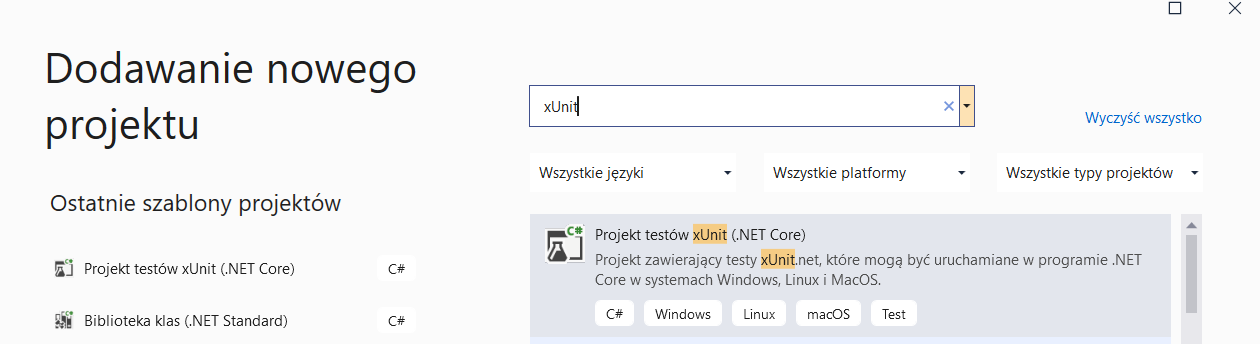 Dodawanie nowego
projektu
Ostatnie szablony projektów
Projekt testów xUnit (.NET Core) C#
Biblioteka klas (.NET Standard) C#
xUnit
Wyczyść wszystko
Wszystkie języki Wszystkie platformy Wszystkie typy projektów
C#
Projekt testów xUnit (.NET Core)
Projekt zawierający testy xUnit.net, które mogą być uruchamiane w programie .NET
Core w systemach Windows, Linux i MacOS.
C# Windows Linux macOS Test